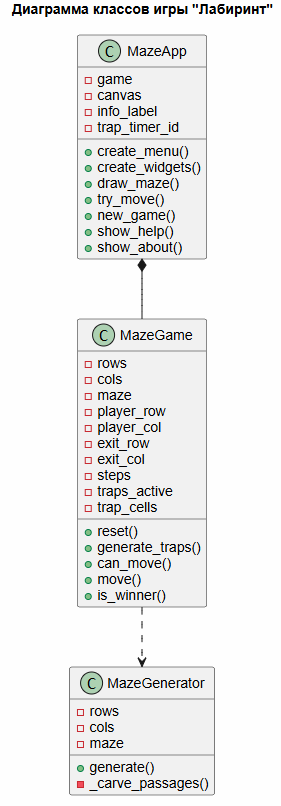 Диаграмма классов игры "Лабиринт"
C MazeApp
game
canvas
info_label
trap_timer_id
create_menu()
create_widgets()
draw_maze()
try_move()
new_game()
show_help()
show_about()
C MazeGame
rows
cols
maze
player_row
player_col
exit_row
exit_col
steps
traps_active
trap_cells
reset()
generate_traps()
can_move()
move()
is_winner()
C MazeGenerator
rows
cols
maze
generate()
_carve_passages()